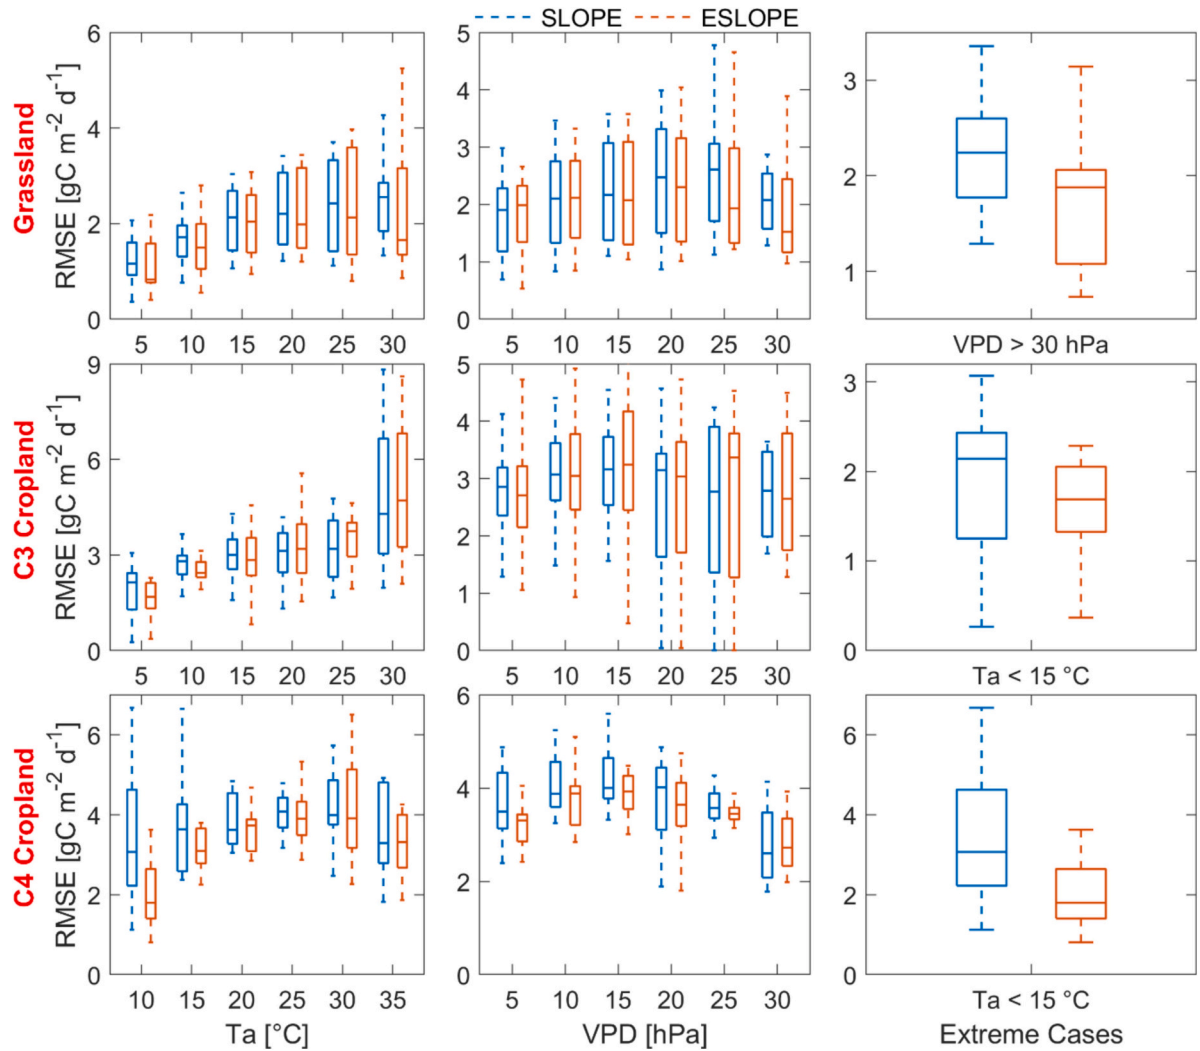 SLOPE ESLOPE
Grassland
RMSE [gC m⁻² d⁻¹]
6
4
2
0
5 10 15 20 25 30
5
4
3
2
1
0
5 10 15 20 25 30
3
2
1
VPD > 30 hPa
C3 Cropland
RMSE [gC m⁻² d⁻¹]
9
6
3
0
5 10 15 20 25 30
5
4
3
2
1
0
5 10 15 20 25 30
3
2
1
0
Ta < 15 °C
C4 Cropland
RMSE [gC m⁻² d⁻¹]
6
4
2
0
10 15 20 25 30 35
Ta [°C]
6
4
2
0
5 10 15 20 25 30
VPD [hPa]
6
4
2
0
Ta < 15 °C
Extreme Cases